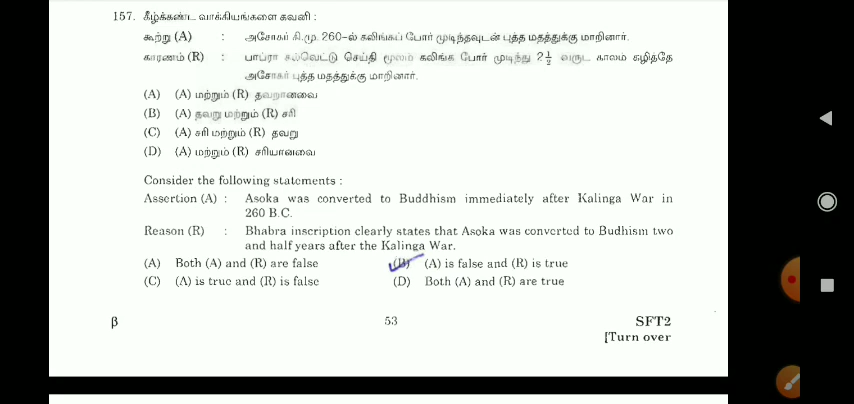 157. கீழ்க்கண்ட வாக்கியங்களை கவனி :
கூற்று (A) : அசோகர் கி.மு. 260-ல் கலிங்கப் போர் முடிந்தவுடன் புத்த மதத்துக்கு மாறினார்.
காரணம் (R) : பாப்ரா கல்வெட்டு செய்தி மூலம் கலிங்க போர் முடிந்து 2 1/2 வருட காலம் கழித்தே
அசோகர் புத்த மதத்துக்கு மாறினார்.
(A) (A) மற்றும் (R) தவறானவை
(B) (A) தவறு மற்றும் (R) சரி
(C) (A) சரி மற்றும் (R) தவறு
(D) (A) மற்றும் (R) சரியானவை
Consider the following statements :
Assertion (A) : Asoka was converted to Buddhism immediately after Kalinga War in
260 B.C.
Reason (R) : Bhabra inscription clearly states that Asoka was converted to Budhism two
and half years after the Kalinga War.
(A) Both (A) and (R) are false (B) (A) is false and (R) is true
(C) (A) is true and (R) is false (D) Both (A) and (R) are true
β 53 SFT2
[Turn over